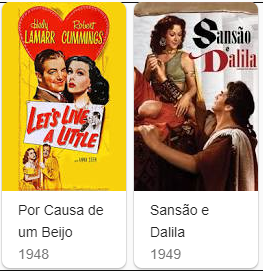 Hedy Robert
LAMARR CUMMINGS
LET'S LIVE
A LITTLE
with ANNA STEN
Sansão
e
Dalila
Por Causa de
um Beijo
1948
Sansão e
Dalila
1949